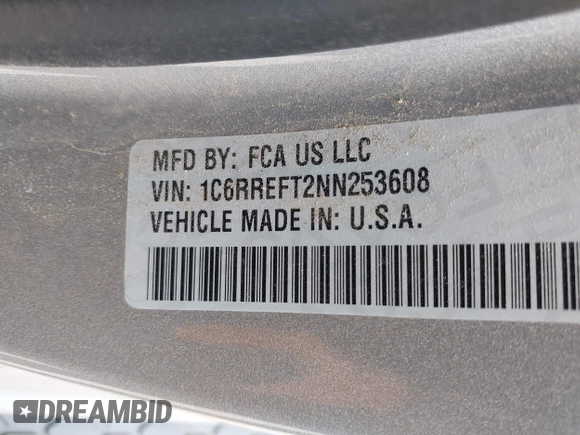 MFD BY: FCA US LLC
VIN: 1C6RREFT2NN253608
VEHICLE MADE IN: U.S.A.
DREAMBID